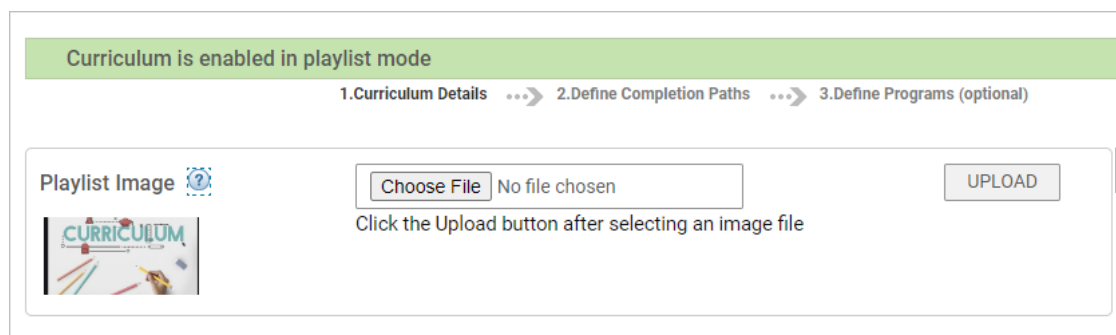 Curriculum is enabled in playlist mode
1.Curriculum Details 2.Define Completion Paths 3.Define Programs (optional)
Playlist Image ? Choose File No file chosen UPLOAD
Click the Upload button after selecting an image file
CURRICULUM